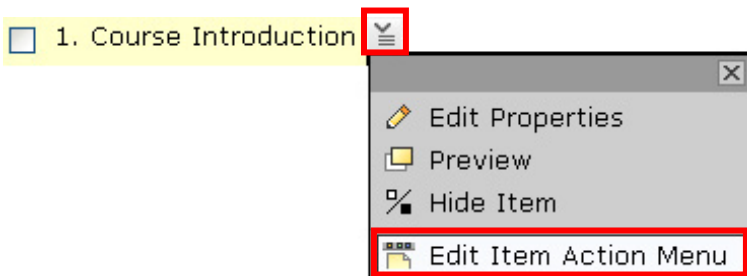 1. Course Introduction
Edit Properties
Preview
Hide Item
Edit Item Action Menu